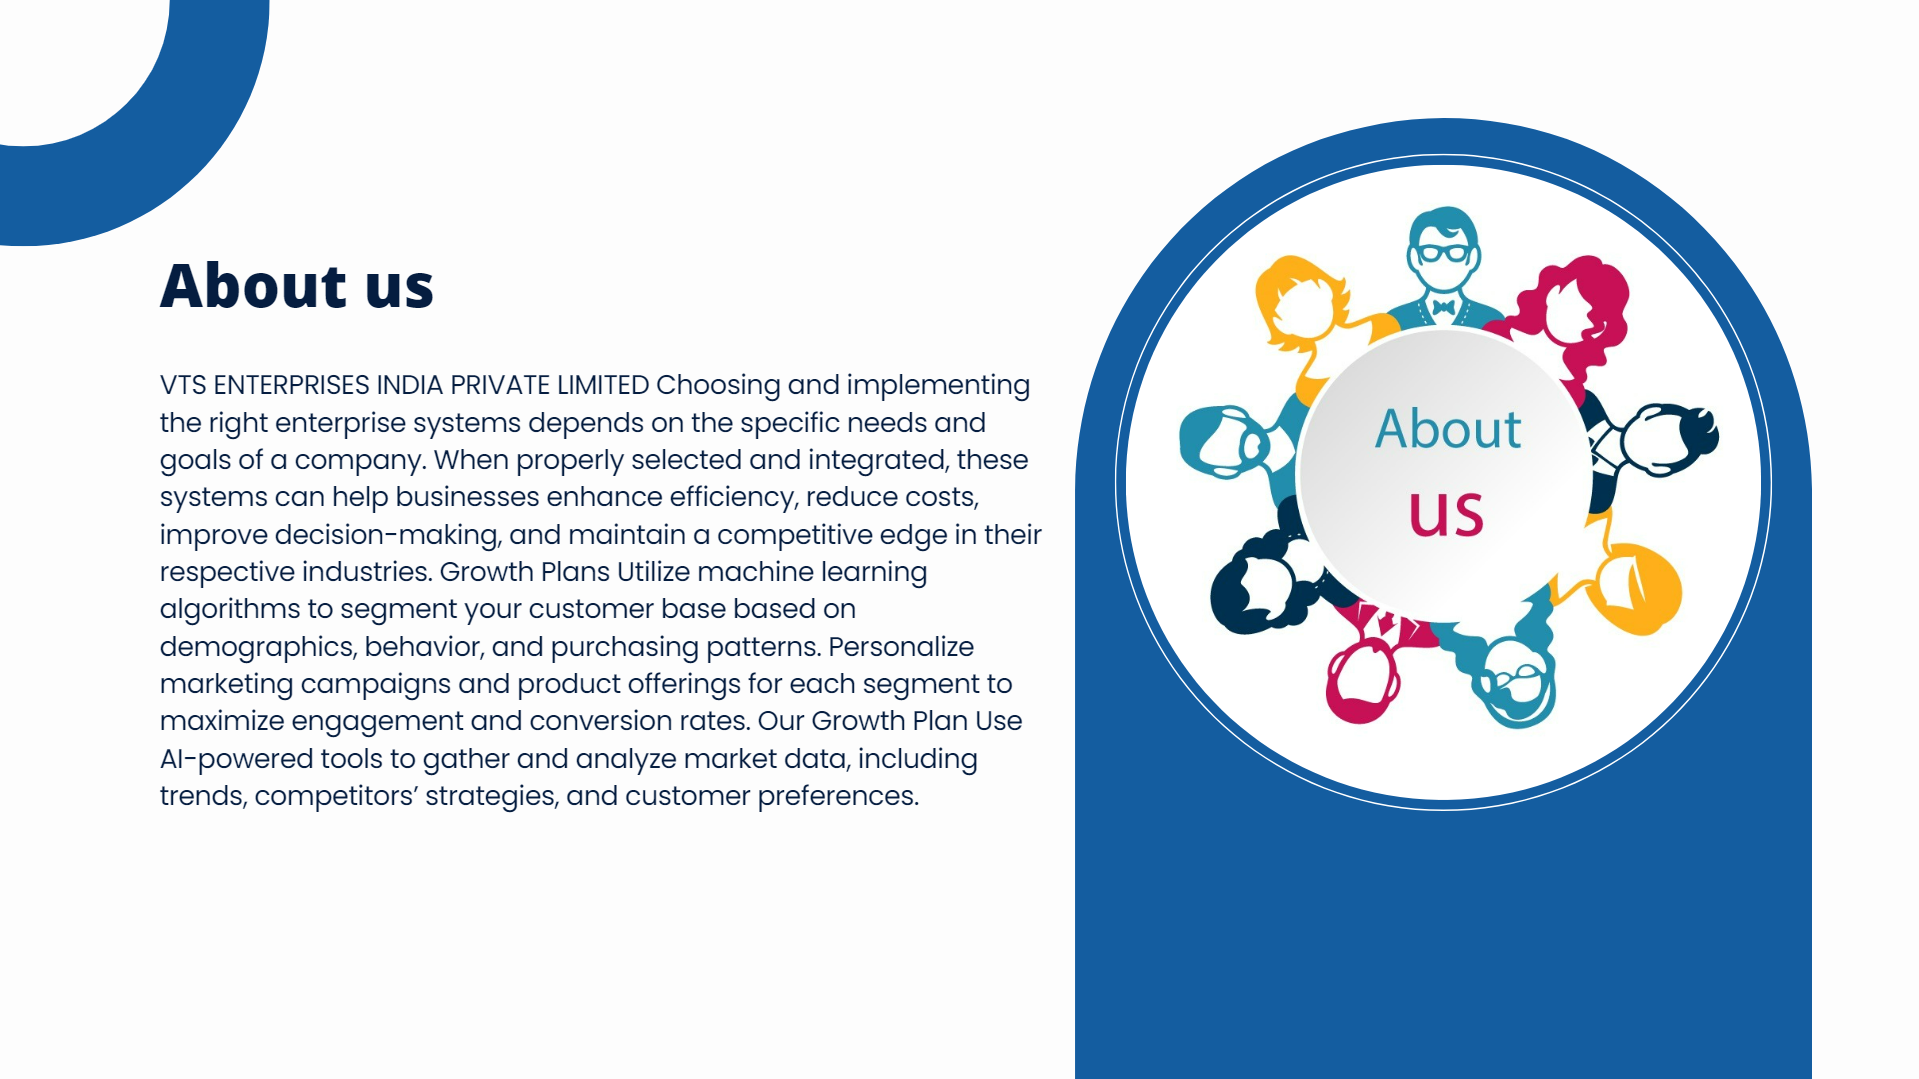 About us
VTS ENTERPRISES INDIA PRIVATE LIMITED Choosing and implementing
the right enterprise systems depends on the specific needs and
goals of a company. When properly selected and integrated, these
systems can help businesses enhance efficiency, reduce costs,
improve decision-making, and maintain a competitive edge in their
respective industries. Growth Plans Utilize machine learning
algorithms to segment your customer base based on
demographics, behavior, and purchasing patterns. Personalize
marketing campaigns and product offerings for each segment to
maximize engagement and conversion rates. Our Growth Plan Use
AI-powered tools to gather and analyze market data, including
trends, competitors’ strategies, and customer preferences.
About
us